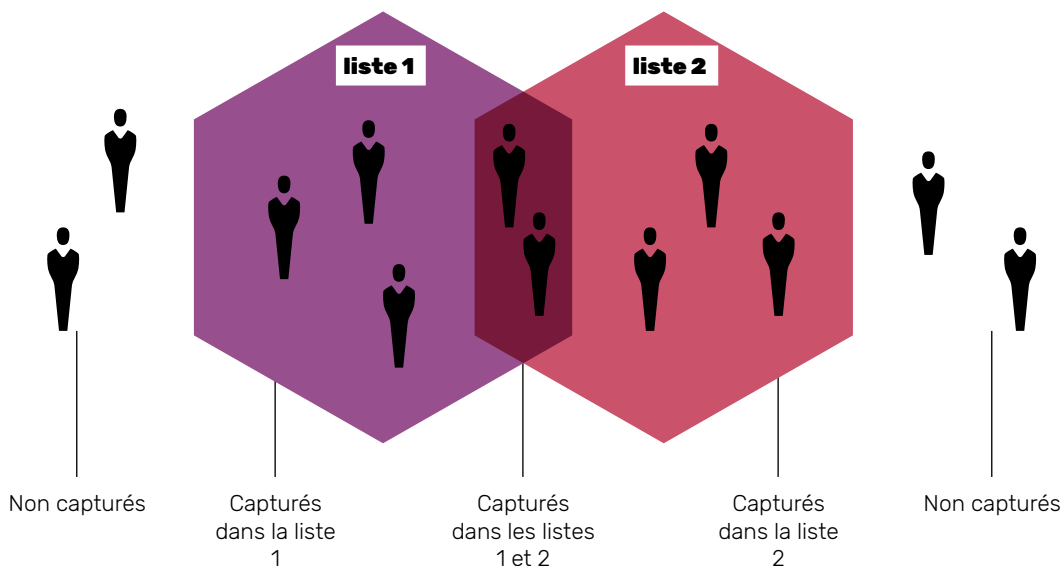 liste 1
liste 2
Non capturés
Capturés
dans la liste
1
Capturés
dans les listes
1 et 2
Capturés
dans la liste
2
Non capturés